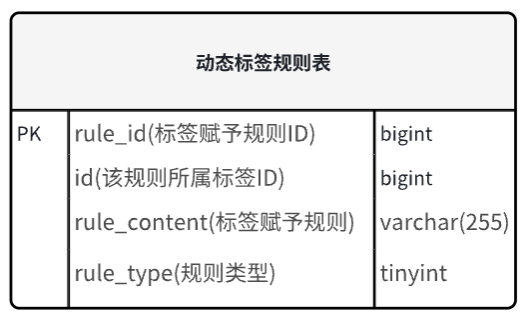 动态标签规则表
PK rule_id(标签赋予规则ID) bigint
id(该规则所属标签ID) bigint
rule_content(标签赋予规则) varchar(255)
rule_type(规则类型) tinyint